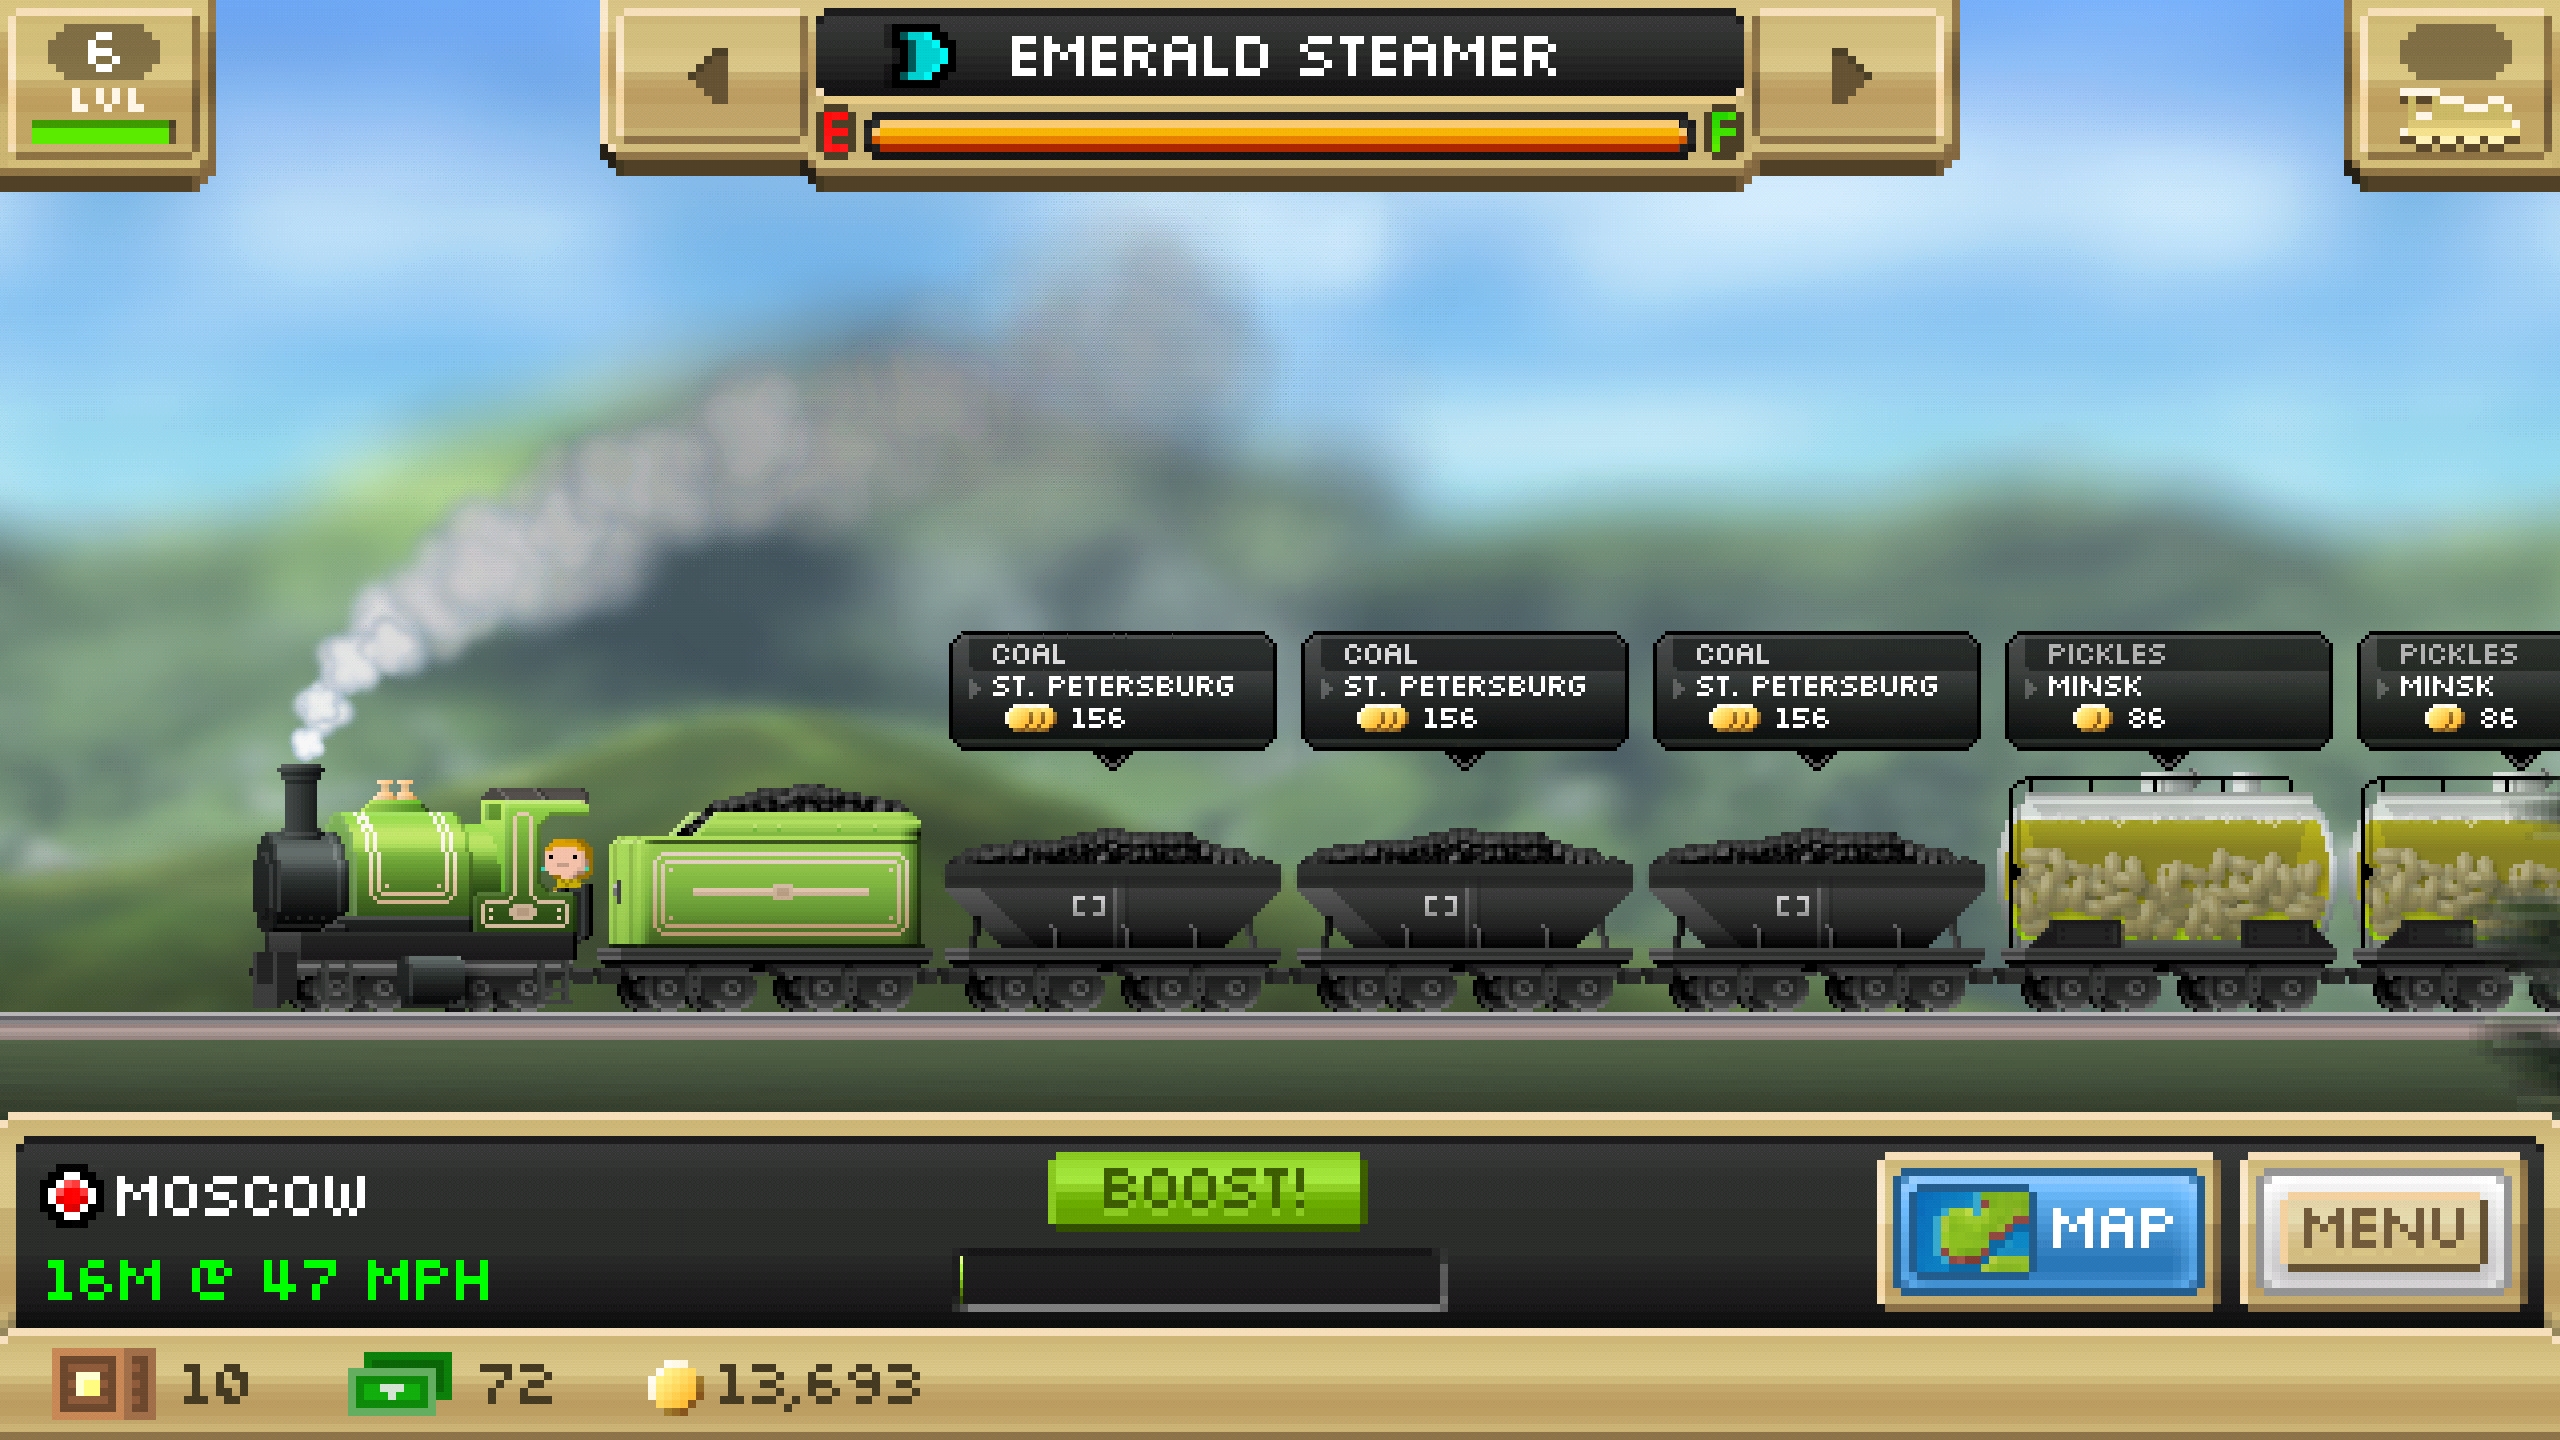 6
LVL
EMERALD STEAMER
E
F
COAL
ST. PETERSBURG
156
COAL
ST. PETERSBURG
156
COAL
ST. PETERSBURG
156
PICKLES
MINSK
86
PICKLES
MINSK
86
MOSCOW
16M @ 47 MPH
BOOST!
MAP
MENU
10
72
13,693